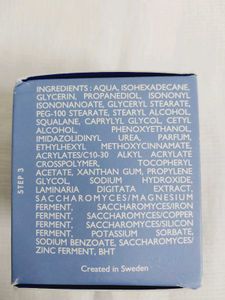 INGREDIENTS : AQUA, ISOHEXADECANE,
GLYCERIN, PROPANEDIOL, ISONONYL
ISONONANOATE, GLYCERYL STEARATE,
PEG-100 STEARATE, STEARYL ALCOHOL,
SQUALANE, CAPRYLYL GLYCOL, CETYL
ALCOHOL, PHENOXYETHANOL,
IMIDAZOLIDINYL UREA, PARFUM,
ETHYLHEXYL METHOXYCINNAMATE,
ACRYLATES/C10-30 ALKYL ACRYLATE
CROSSPOLYMER, TOCOPHERYL
ACETATE, XANTHAN GUM, PROPYLENE
GLYCOL, SODIUM HYDROXIDE,
LAMINARIA DIGITATA EXTRACT,
SACCHAROMYCES/MAGNESIUM
FERMENT, SACCHAROMYCES/IRON
FERMENT, SACCHAROMYCES/COPPER
FERMENT, SACCHAROMYCES/SILICON
FERMENT, POTASSIUM SORBATE,
SODIUM BENZOATE, SACCHAROMYCES/
ZINC FERMENT, BHT
Created in Sweden
STEP 3